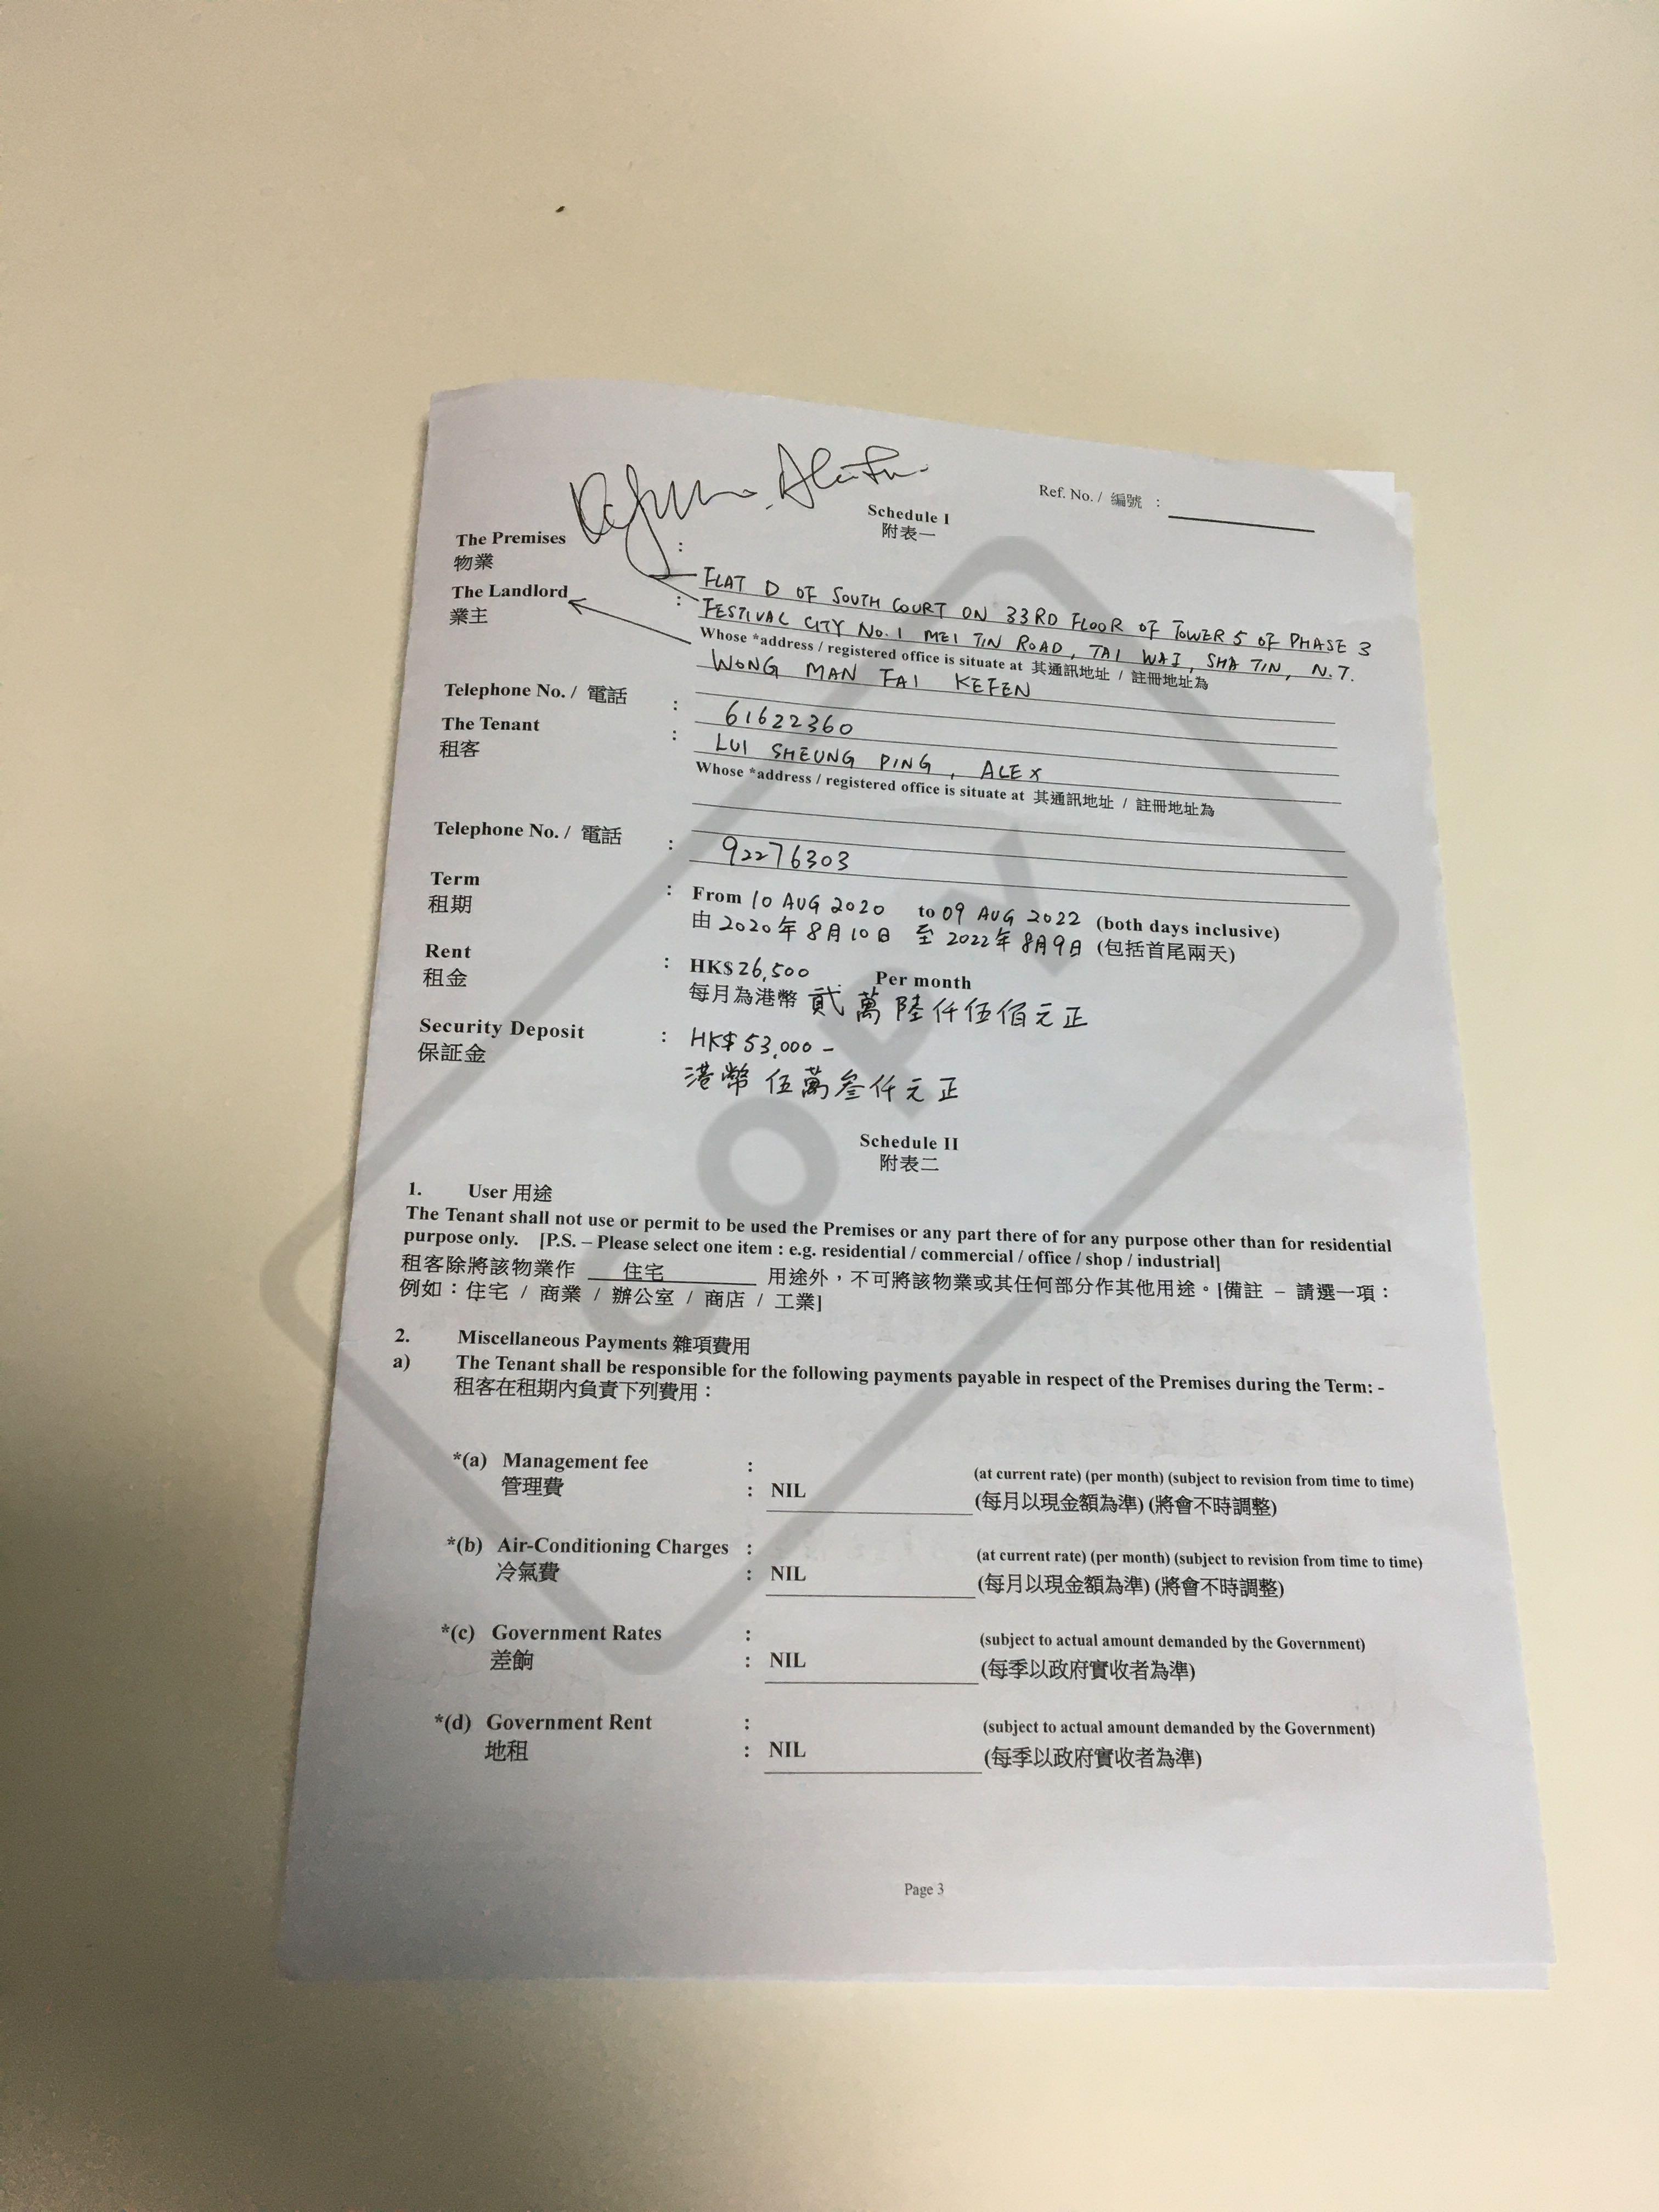 Ref. No. / 編號 :
Schedule I
附表一
The Premises :
物業
FLAT D OF SOUTH COURT ON 33RD FLOOR OF TOWER 5 OF PHASE 3
The Landlord :
業主
FESTIVAL CITY NO. 1 MEI TIN ROAD, TAI WAI, SHA TIN, N.T.
Whose *address / registered office is situate at 其通訊地址 / 註冊地址為
WONG MAN FAI KEFEN
Telephone No. / 電話 : 61622360
The Tenant : LUI SHEUNG PING, ALEX
租客
Whose *address / registered office is situate at 其通訊地址 / 註冊地址為
Telephone No. / 電話 : 92276303
Term : From 10 AUG 2020 to 09 AUG 2022 (both days inclusive)
租期 由 2020年8月10日 至 2022年8月9日 (包括首尾兩天)
Rent : HK$ 26,500 Per month
租金 每月為港幣 貳萬陸仟伍佰元正
Security Deposit : HK$ 53,000 -
保証金 港幣 伍萬叁仟元正
COPY
Schedule II
附表二
1. User 用途
The Tenant shall not use or permit to be used the Premises or any part there of for any purpose other than for residential
purpose only. [P.S. – Please select one item : e.g. residential / commercial / office / shop / industrial]
租客除將該物業作 住宅 用途外，不可將該物業或其任何部分作其他用途。[備註 – 請選一項：
例如：住宅 / 商業 / 辦公室 / 商店 / 工業]
2. Miscellaneous Payments 雜項費用
a) The Tenant shall be responsible for the following payments payable in respect of the Premises during the Term: -
租客在租期內負責下列費用：
*(a) Management fee : (at current rate) (per month) (subject to revision from time to time)
管理費 : NIL (每月以現金額為準) (將會不時調整)
*(b) Air-Conditioning Charges : (at current rate) (per month) (subject to revision from time to time)
冷氣費 : NIL (每月以現金額為準) (將會不時調整)
*(c) Government Rates : (subject to actual amount demanded by the Government)
差餉 : NIL (每季以政府實收者為準)
*(d) Government Rent : (subject to actual amount demanded by the Government)
地租 : NIL (每季以政府實收者為準)
Page 3